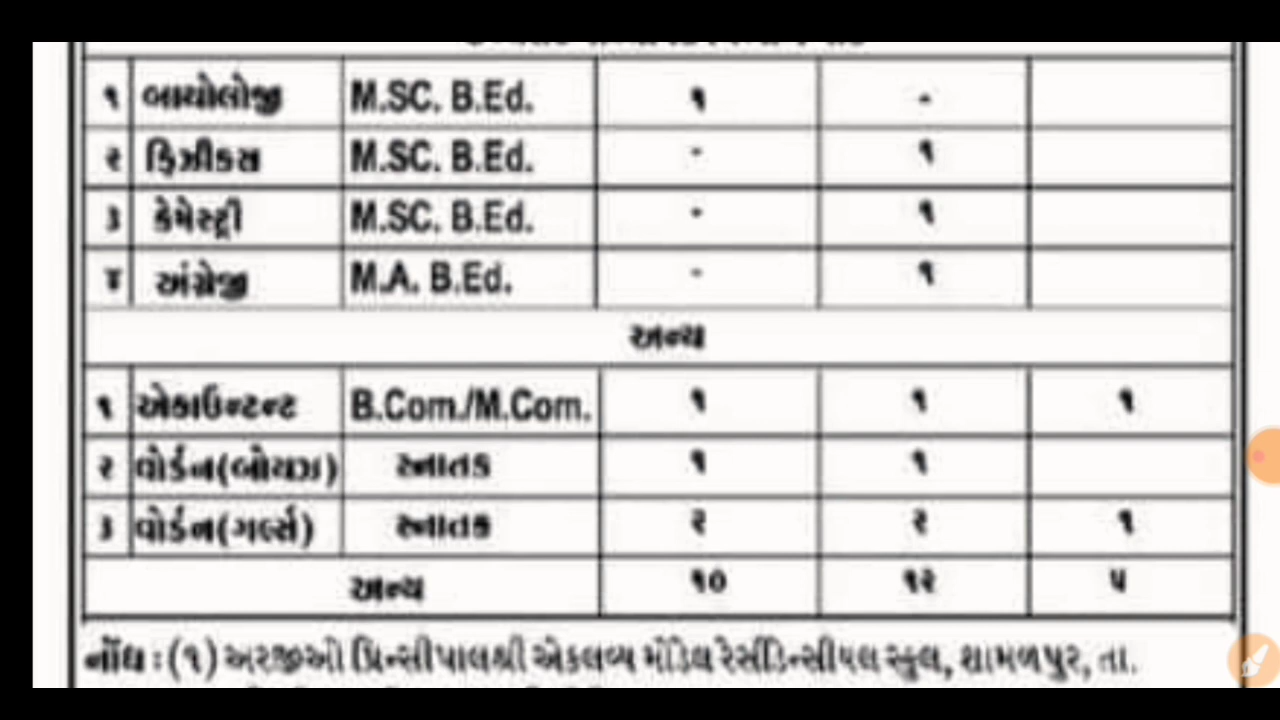 ૧ બાયોલોજી M.SC. B.Ed. ૧ -
૨ ફિઝીકસ M.SC. B.Ed. - ૧
૩ કેમેસ્ટ્રી M.SC. B.Ed. - ૧
૪ અંગ્રેજી M.A. B.Ed. - ૧
અન્ય
૧ એકાઉન્ટન્ટ B.Com./M.Com. ૧ ૧ ૧
૨ વોર્ડન(બોયઝ) સ્નાતક ૧ ૧
૩ વોર્ડન(ગર્લ્સ) સ્નાતક ૨ ૨ ૧
અન્ય ૧૦ ૧૨ ૫
નોંધ : (૧) અરજીઓ પ્રિન્સીપાલશ્રી એકલવ્ય મોડેલ રેસીડેન્સીયલ સ્કુલ, શામળપુર, તા.